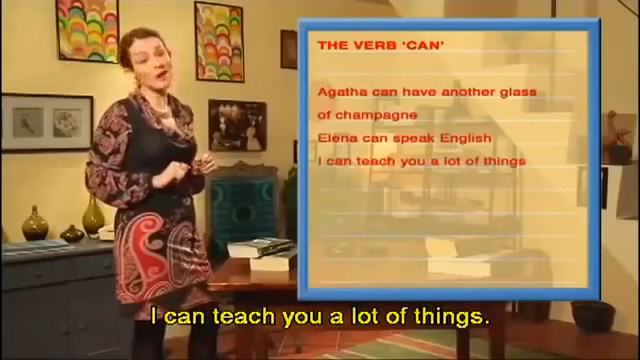 THE VERB 'CAN'
Agatha can have another glass
of champagne
Elena can speak English
I can teach you a lot of things
I can teach you a lot of things.